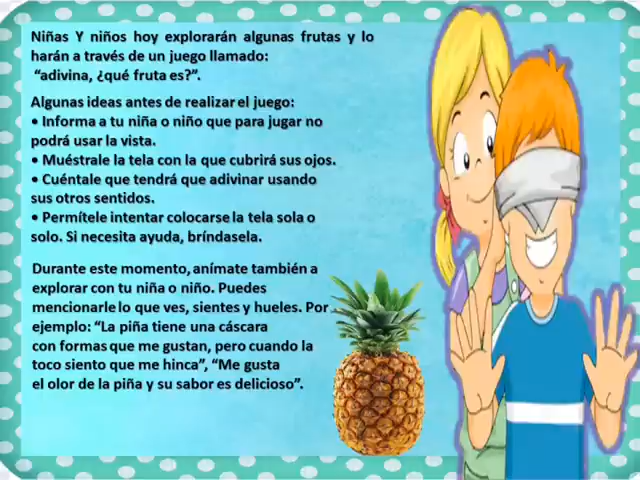 Niñas Y niños hoy explorarán algunas frutas y lo
harán a través de un juego llamado:
“adivina, ¿qué fruta es?”.
Algunas ideas antes de realizar el juego:
• Informa a tu niña o niño que para jugar no
podrá usar la vista.
• Muéstrale la tela con la que cubrirá sus ojos.
• Cuéntale que tendrá que adivinar usando
sus otros sentidos.
• Permítele intentar colocarse la tela sola o
solo. Si necesita ayuda, bríndasela.
Durante este momento, anímate también a
explorar con tu niña o niño. Puedes
mencionarle lo que ves, sientes y hueles. Por
ejemplo: “La piña tiene una cáscara
con formas que me gustan, pero cuando la
toco siento que me hinca”, “Me gusta
el olor de la piña y su sabor es delicioso”.